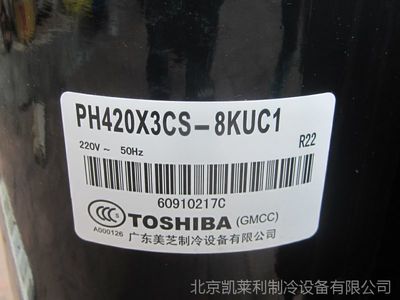 PH420X3CS-8KUC1
220V~ 50Hz R22
60910217C
CCC S TOSHIBA (GMCC)
A000126
广东美芝制冷设备有限公司
北京凯莱利制冷设备有限公司